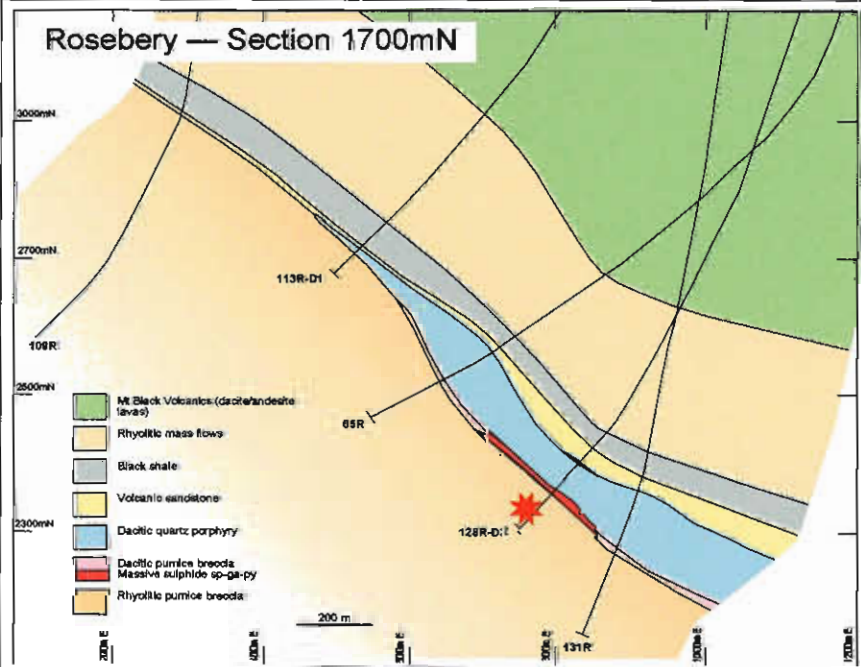 Rosebery — Section 1700mN
3000mN
2700mN
2500mN
2300mN
113R-D1
109R
65R
128R-D2
131R
Mt Black Volcanics (dacite/andesite
lavas)
Rhyolitic mass flows
Black shale
Volcanic sandstone
Dacitic quartz porphyry
Dacitic pumice breccia
Massive sulphide sp-ga-py
Rhyolitic pumice breccia
200 m